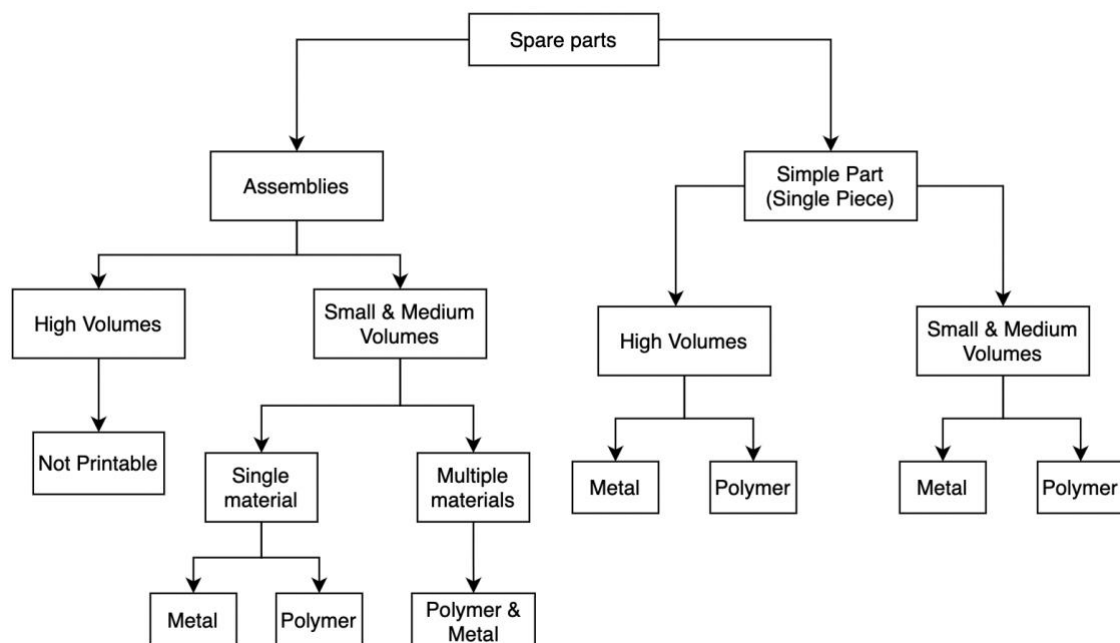 Spare parts
Assemblies
Simple Part
(Single Piece)
High Volumes
Small & Medium
Volumes
High Volumes
Small & Medium
Volumes
Not Printable
Single
material
Multiple
materials
Metal
Polymer
Metal
Polymer
Metal
Polymer
Polymer &
Metal